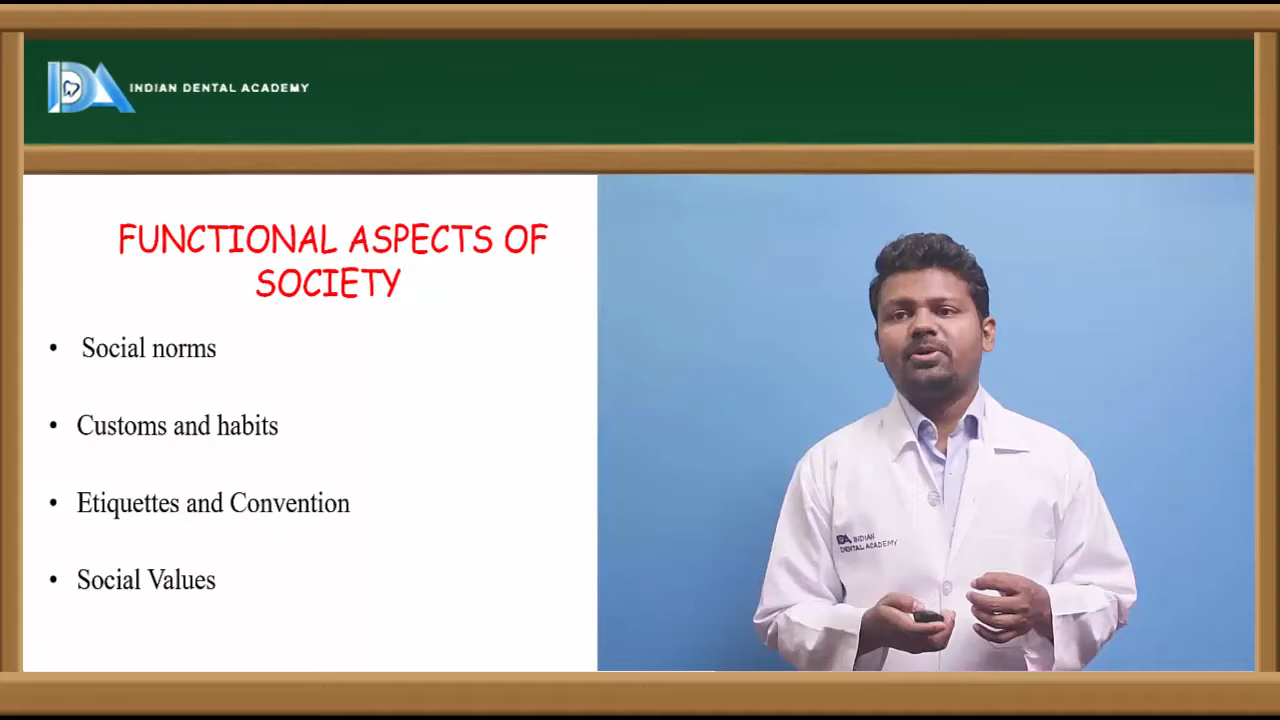 INDIAN DENTAL ACADEMY
FUNCTIONAL ASPECTS OF
SOCIETY
• Social norms
• Customs and habits
• Etiquettes and Convention
• Social Values
INDIAN
DENTAL ACADEMY